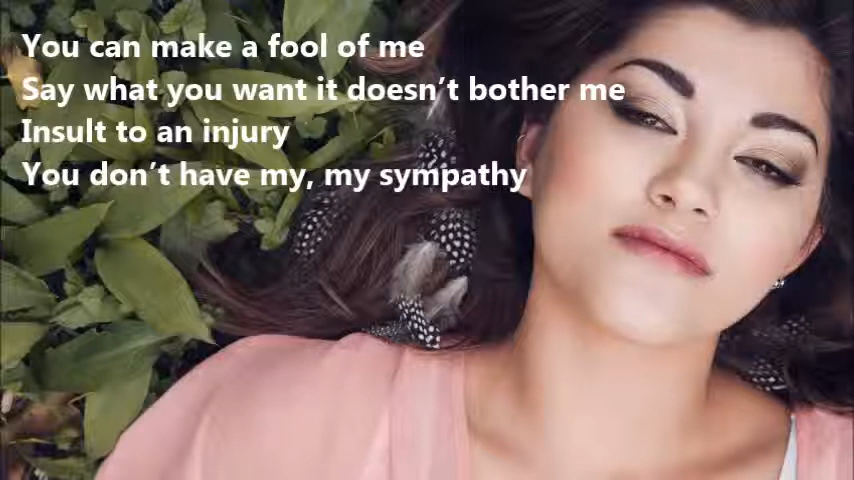 You can make a fool of me
Say what you want it doesn’t bother me
Insult to an injury
You don’t have my, my sympathy